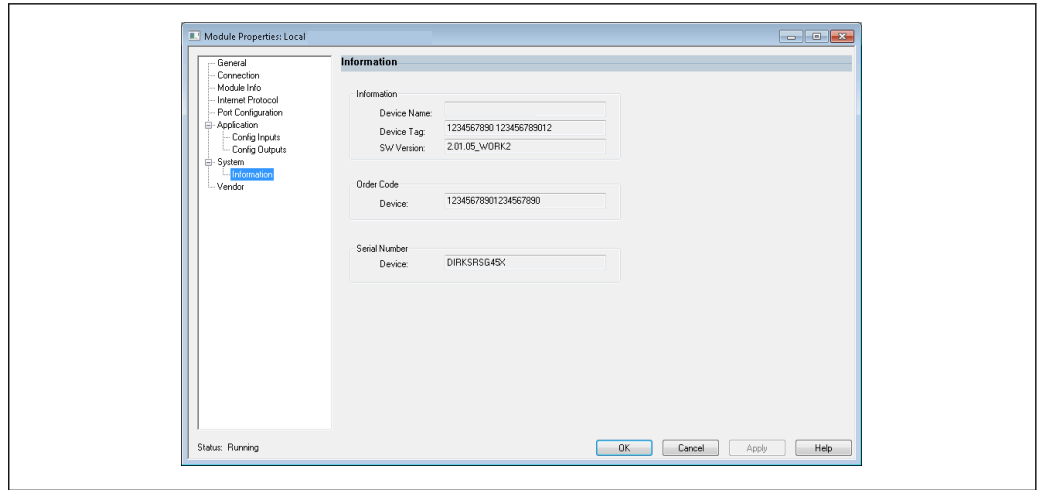 Module Properties: Local
General
Connection
Module Info
Internet Protocol
Port Configuration
Application
Config Inputs
Config Outputs
System
Information
Vendor
Information
Information
Device Name:
Device Tag: 1234567890 123456789012
SW Version: 2.01.05_WORK2
Order Code
Device: 12345678901234567890
Serial Number
Device: DIRKSRSG45X
Status: Running
OK Cancel Apply Help